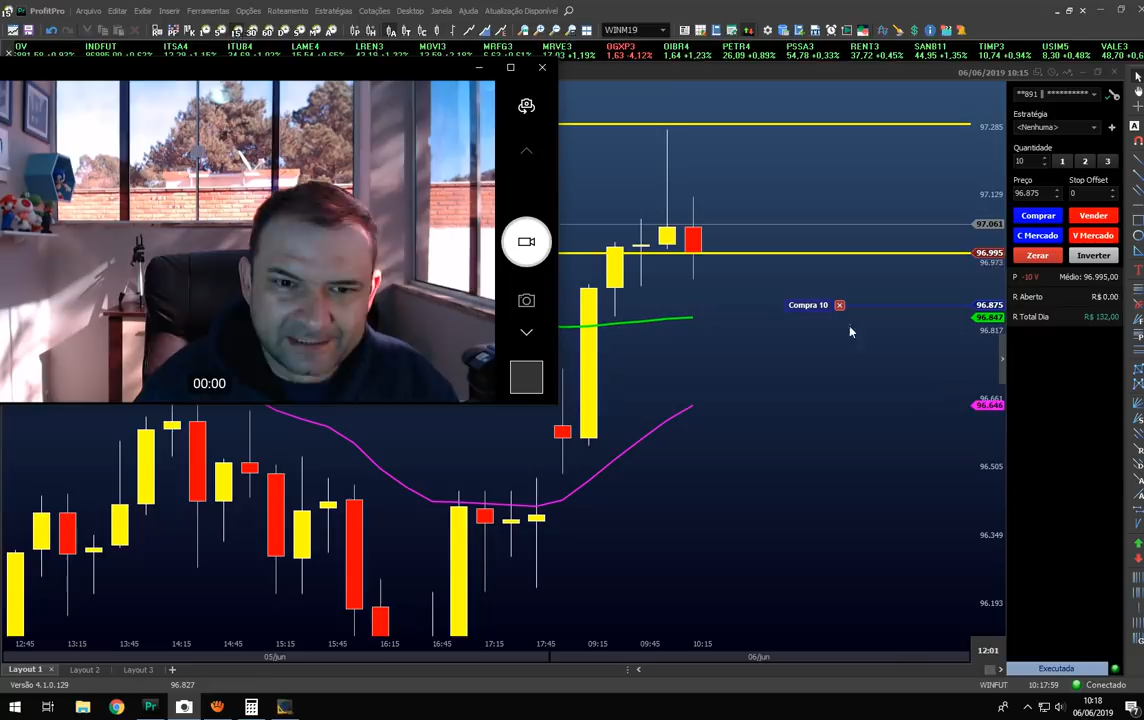 ProfitPro
Arquivo Editar Exibir Inserir Ferramentas Opções Roteamento Estratégias Cotações Desktop Janela Ajuda Atualização Disponível
WINM19
OV INDFUT ITSA4 ITUB4 LAME4 LREN3 MOVI3 MRFG3 MRVE3 OGXP3 OIBR4 PETR4 PSSA3 RENT3 SANB11 TIMP3 USIM5 VALE3
1,63 -4,12% 1,64 +1,23 26,09 +0,77% 54,78 +0,33% 44,95 +1,35% 10,74 +0,94% 8,48 +0,50% 48,70
06/06/2019 10:15
**891 || **********
Estratégia
<Nenhuma>
Quantidade
10 1 2 3
Preço Stop Offset
96.875 0
Comprar Vender
C Mercado V Mercado
Zerar Inverter
P -10 V Médio: 96.995,00
R Aberto R$ 0,00
R Total Dia R$ 132,00
97.285
97.129
97.061
96.995
96.973
96.875
96.847
96.817
96.661
96.646
96.505
96.349
96.193
Compra 10
00:00
12:45 13:15 13:45 14:15 14:45 15:15 15:45 16:15 16:45 17:15 17:45 09:15 09:45 10:15
05/jun 06/jun
12:01
Executada
Layout 1 Layout 2 Layout 3
Versão 4.1.0.129 96.827 WINFUT 10:17:59 Conectado
10:18
06/06/2019